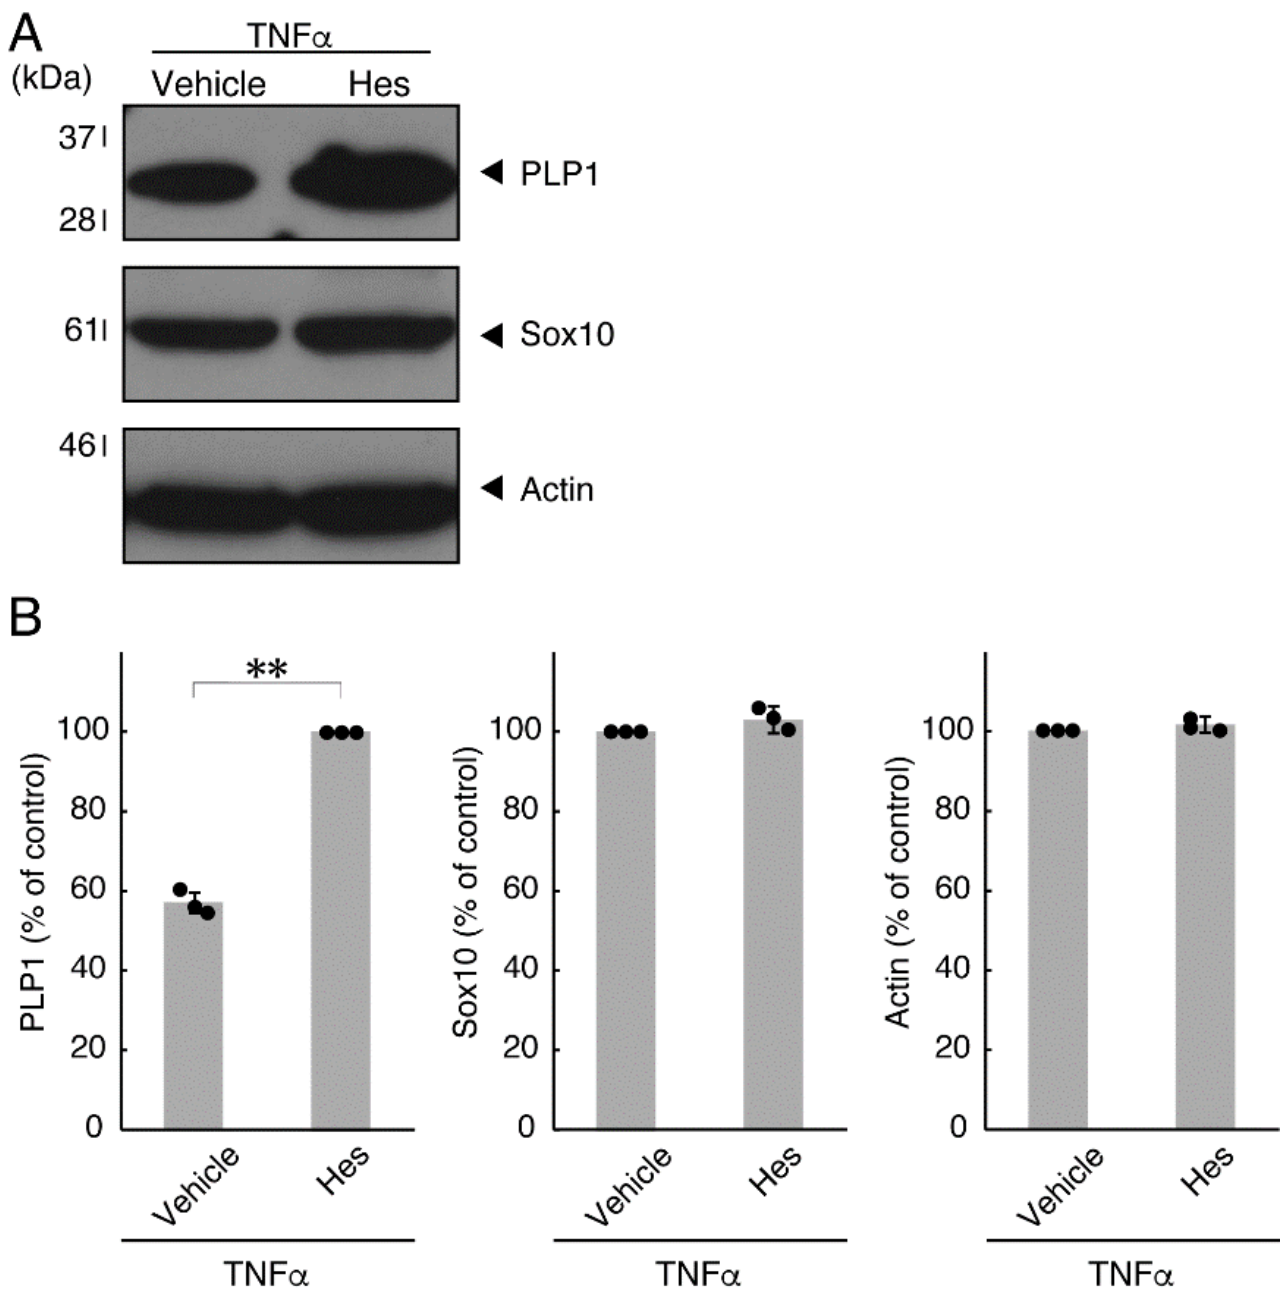 A
TNFα
(kDa)
Vehicle Hes
37
PLP1
28
61
Sox10
46
Actin
B
**
PLP1 (% of control)
100
80
60
40
20
0
Vehicle
Hes
TNFα
Sox10 (% of control)
100
80
60
40
20
0
Vehicle
Hes
TNFα
Actin (% of control)
100
80
60
40
20
0
Vehicle
Hes
TNFα